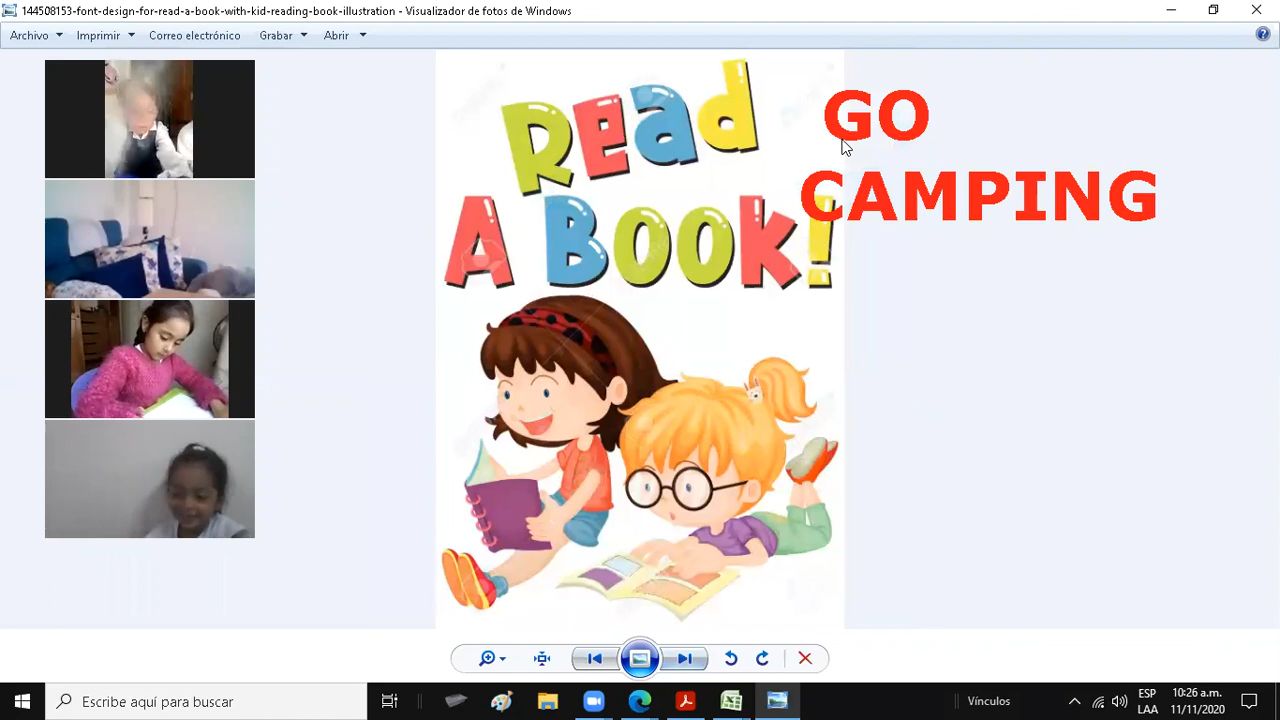 144508153-font-design-for-read-a-book-with-kid-reading-book-illustration - Visualizador de fotos de Windows
Archivo Imprimir Correo electrónico Grabar Abrir
Read
A Book!
GO
CAMPING
Escribe aquí para buscar
Vínculos
ESP
LAA
10:26 a.m.
11/11/2020